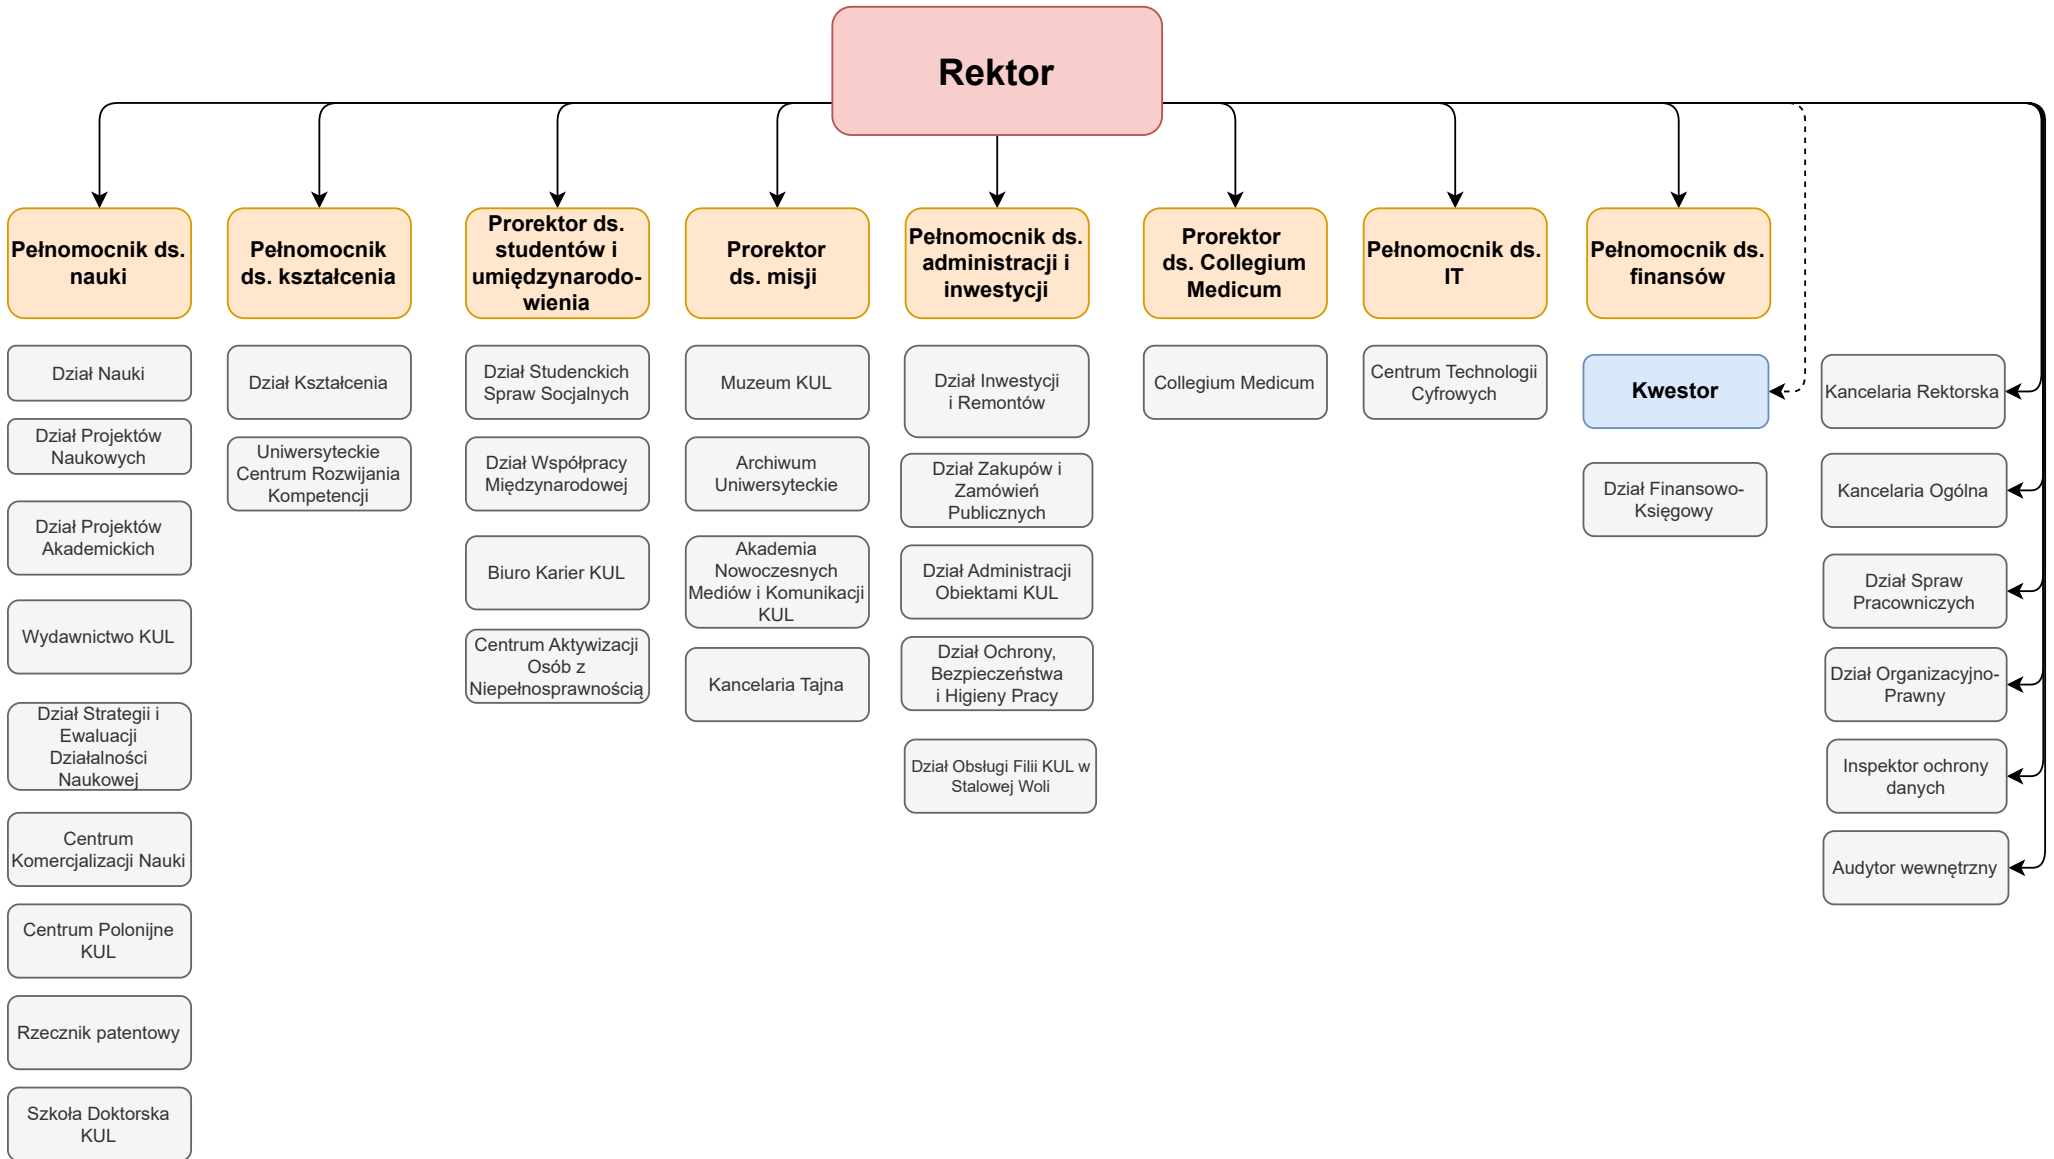 Rektor
Pełnomocnik ds.
nauki
Pełnomocnik
ds. kształcenia
Prorektor ds.
studentów i
umiędzynarodo-
wienia
Prorektor
ds. misji
Pełnomocnik ds.
administracji i
inwestycji
Prorektor
ds. Collegium
Medicum
Pełnomocnik ds.
IT
Pełnomocnik ds.
finansów
Dział Nauki
Dział Projektów
Naukowych
Dział Projektów
Akademickich
Wydawnictwo KUL
Dział Strategii i
Ewaluacji
Działalności
Naukowej
Centrum
Komercjalizacji Nauki
Centrum Polonijne
KUL
Rzecznik patentowy
Szkoła Doktorska
KUL
Dział Kształcenia
Uniwersyteckie
Centrum Rozwijania
Kompetencji
Dział Studenckich
Spraw Socjalnych
Dział Współpracy
Międzynarodowej
Biuro Karier KUL
Centrum Aktywizacji
Osób z
Niepełnosprawnością
Muzeum KUL
Archiwum
Uniwersyteckie
Akademia
Nowoczesnych
Mediów i Komunikacji
KUL
Kancelaria Tajna
Dział Inwestycji
i Remontów
Dział Zakupów i
Zamówień
Publicznych
Dział Administracji
Obiektami KUL
Dział Ochrony,
Bezpieczeństwa
i Higieny Pracy
Dział Obsługi Filii KUL w
Stalowej Woli
Collegium Medicum
Centrum Technologii
Cyfrowych
Kwestor
Dział Finansowo-
Księgowy
Kancelaria Rektorska
Kancelaria Ogólna
Dział Spraw
Pracowniczych
Dział Organizacyjno-
Prawny
Inspektor ochrony
danych
Audytor wewnętrzny